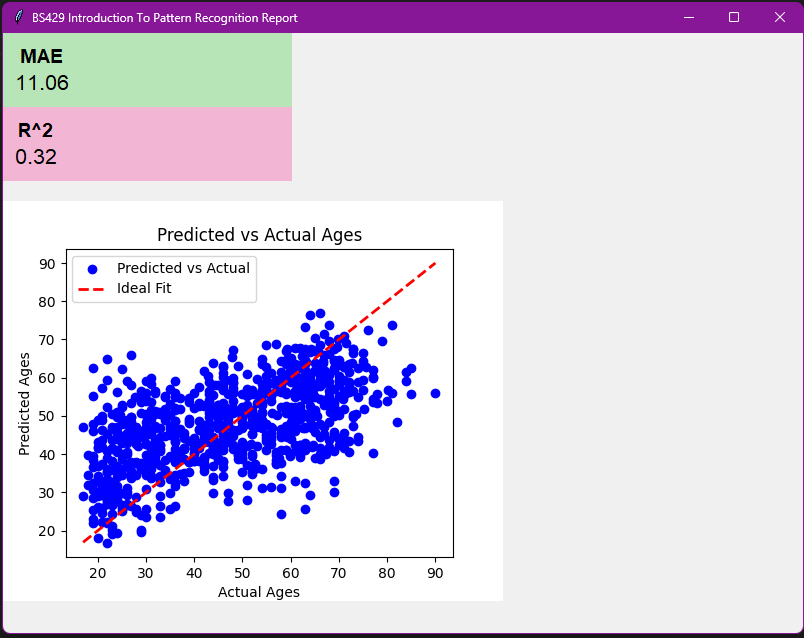 BS429 Introduction To Pattern Recognition Report
MAE
11.06
R^2
0.32
Predicted vs Actual Ages
Predicted vs Actual
Ideal Fit
90
80
70
60
50
40
30
20
Predicted Ages
20 30 40 50 60 70 80 90
Actual Ages